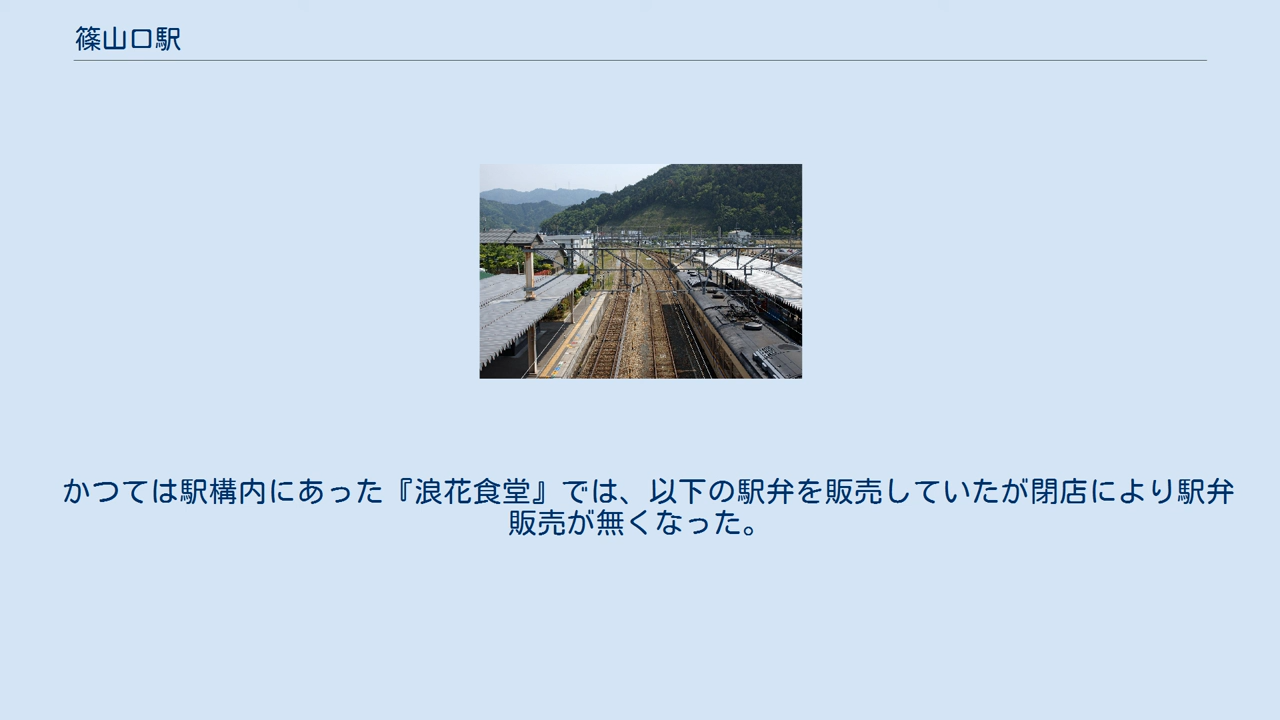 篠山口駅
かつては駅構内にあった『浪花食堂』では、以下の駅弁を販売していたが閉店により駅弁
販売が無くなった。